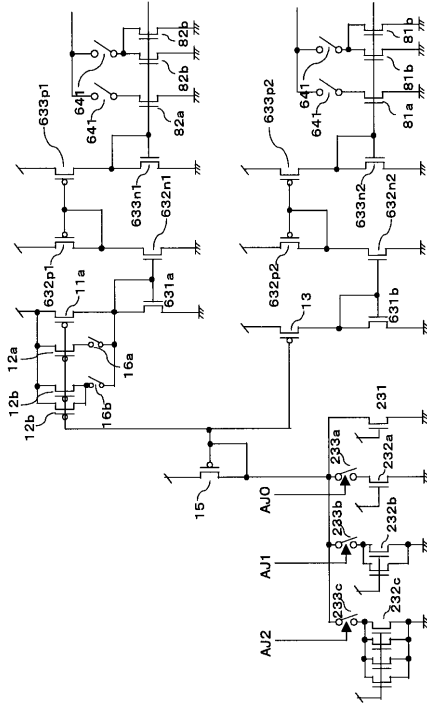 82b
82b
641
641
82a
633p1
633n1
632n1
632p1
631a
11a
12a
16a
12b
16b
12b
15
81b
81b
641
641
81a
633p2
633n2
632n2
632p2
631b
13
231
233a
232a
AJ0
233b
232b
AJ1
233c
232c
AJ2